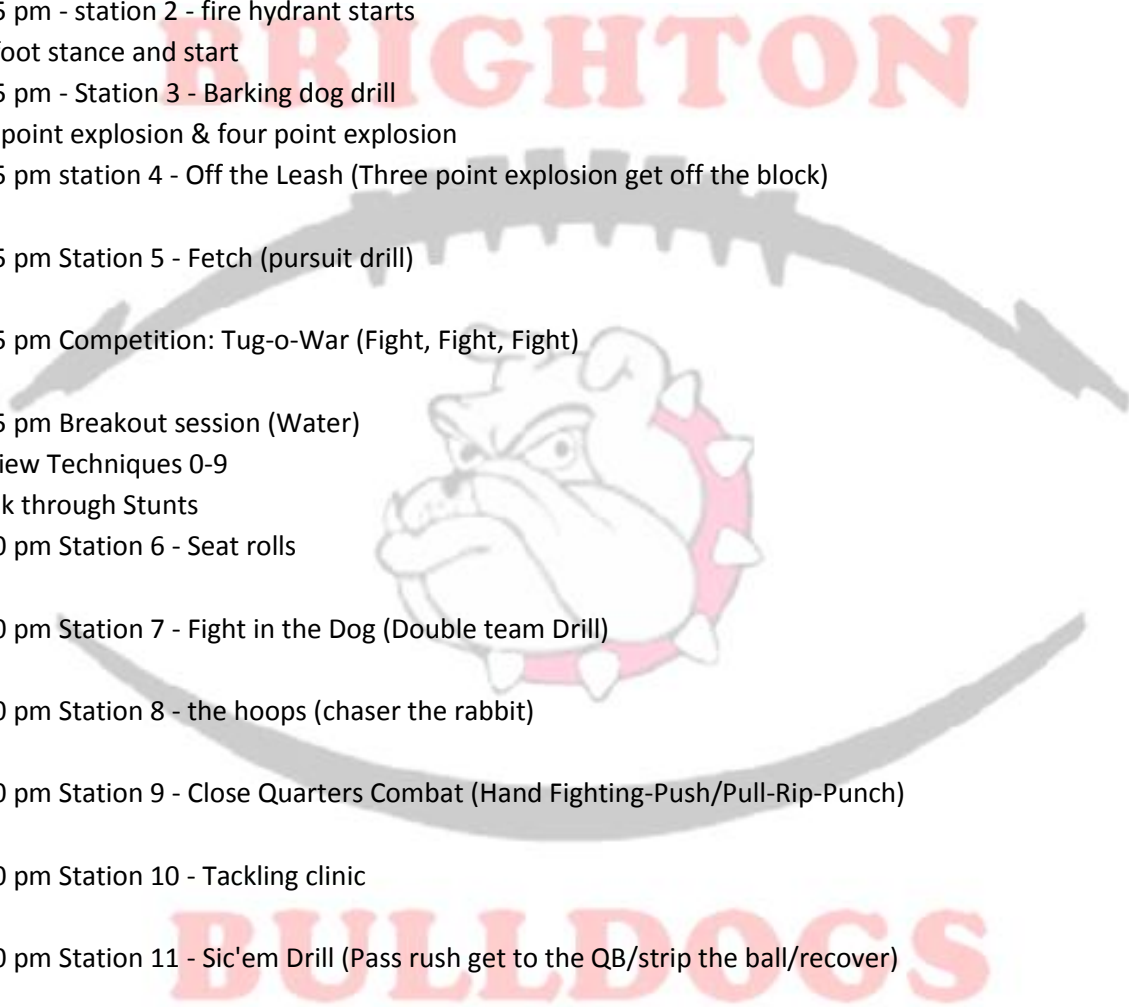 5 pm - station 2 - fire hydrant starts
BRIGHTON
foot stance and start
5 pm - Station 3 - Barking dog drill
point explosion & four point explosion
5 pm station 4 - Off the Leash (Three point explosion get off the block)
5 pm Station 5 - Fetch (pursuit drill)
5 pm Competition: Tug-o-War (Fight, Fight, Fight)
5 pm Breakout session (Water)
iew Techniques 0-9
k through Stunts
0 pm Station 6 - Seat rolls
0 pm Station 7 - Fight in the Dog (Double team Drill)
0 pm Station 8 - the hoops (chaser the rabbit)
0 pm Station 9 - Close Quarters Combat (Hand Fighting-Push/Pull-Rip-Punch)
0 pm Station 10 - Tackling clinic
BULLDOGS
0 pm Station 11 - Sic'em Drill (Pass rush get to the QB/strip the ball/recover)